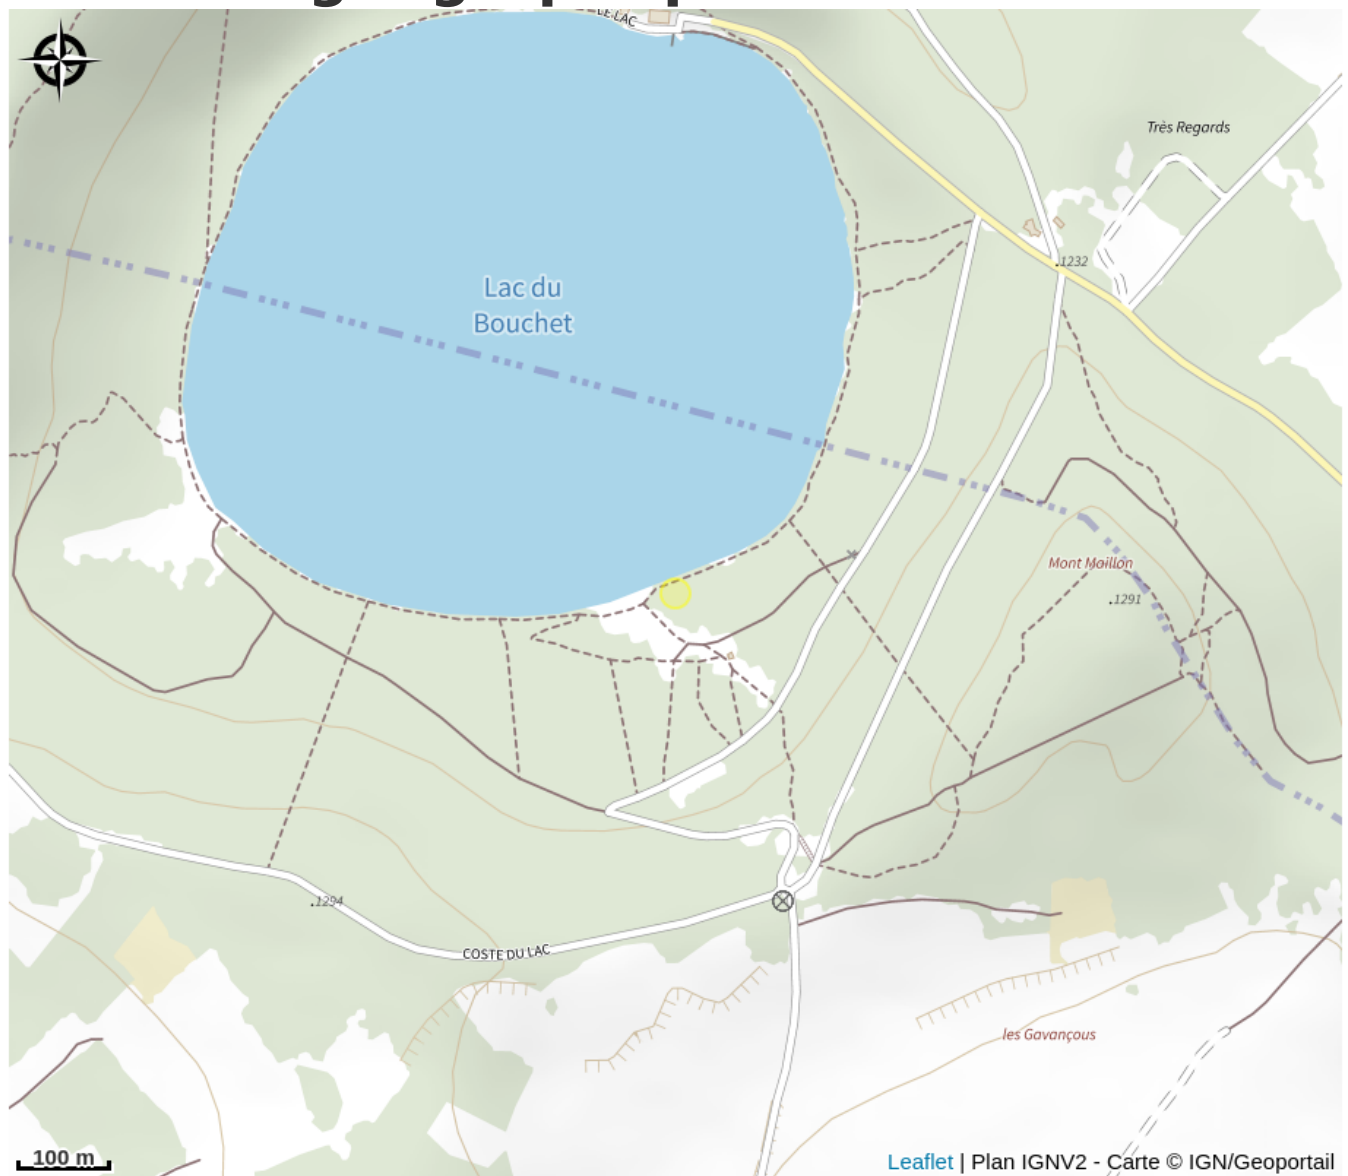 LE LAC
Très Regards
.1232
Lac du
Bouchet
Mont Moillon
.1291
.1294
COSTE DU LAC
les Gavançous
100 m
Leaflet | Plan IGNV2 - Carte © IGN/Geoportail